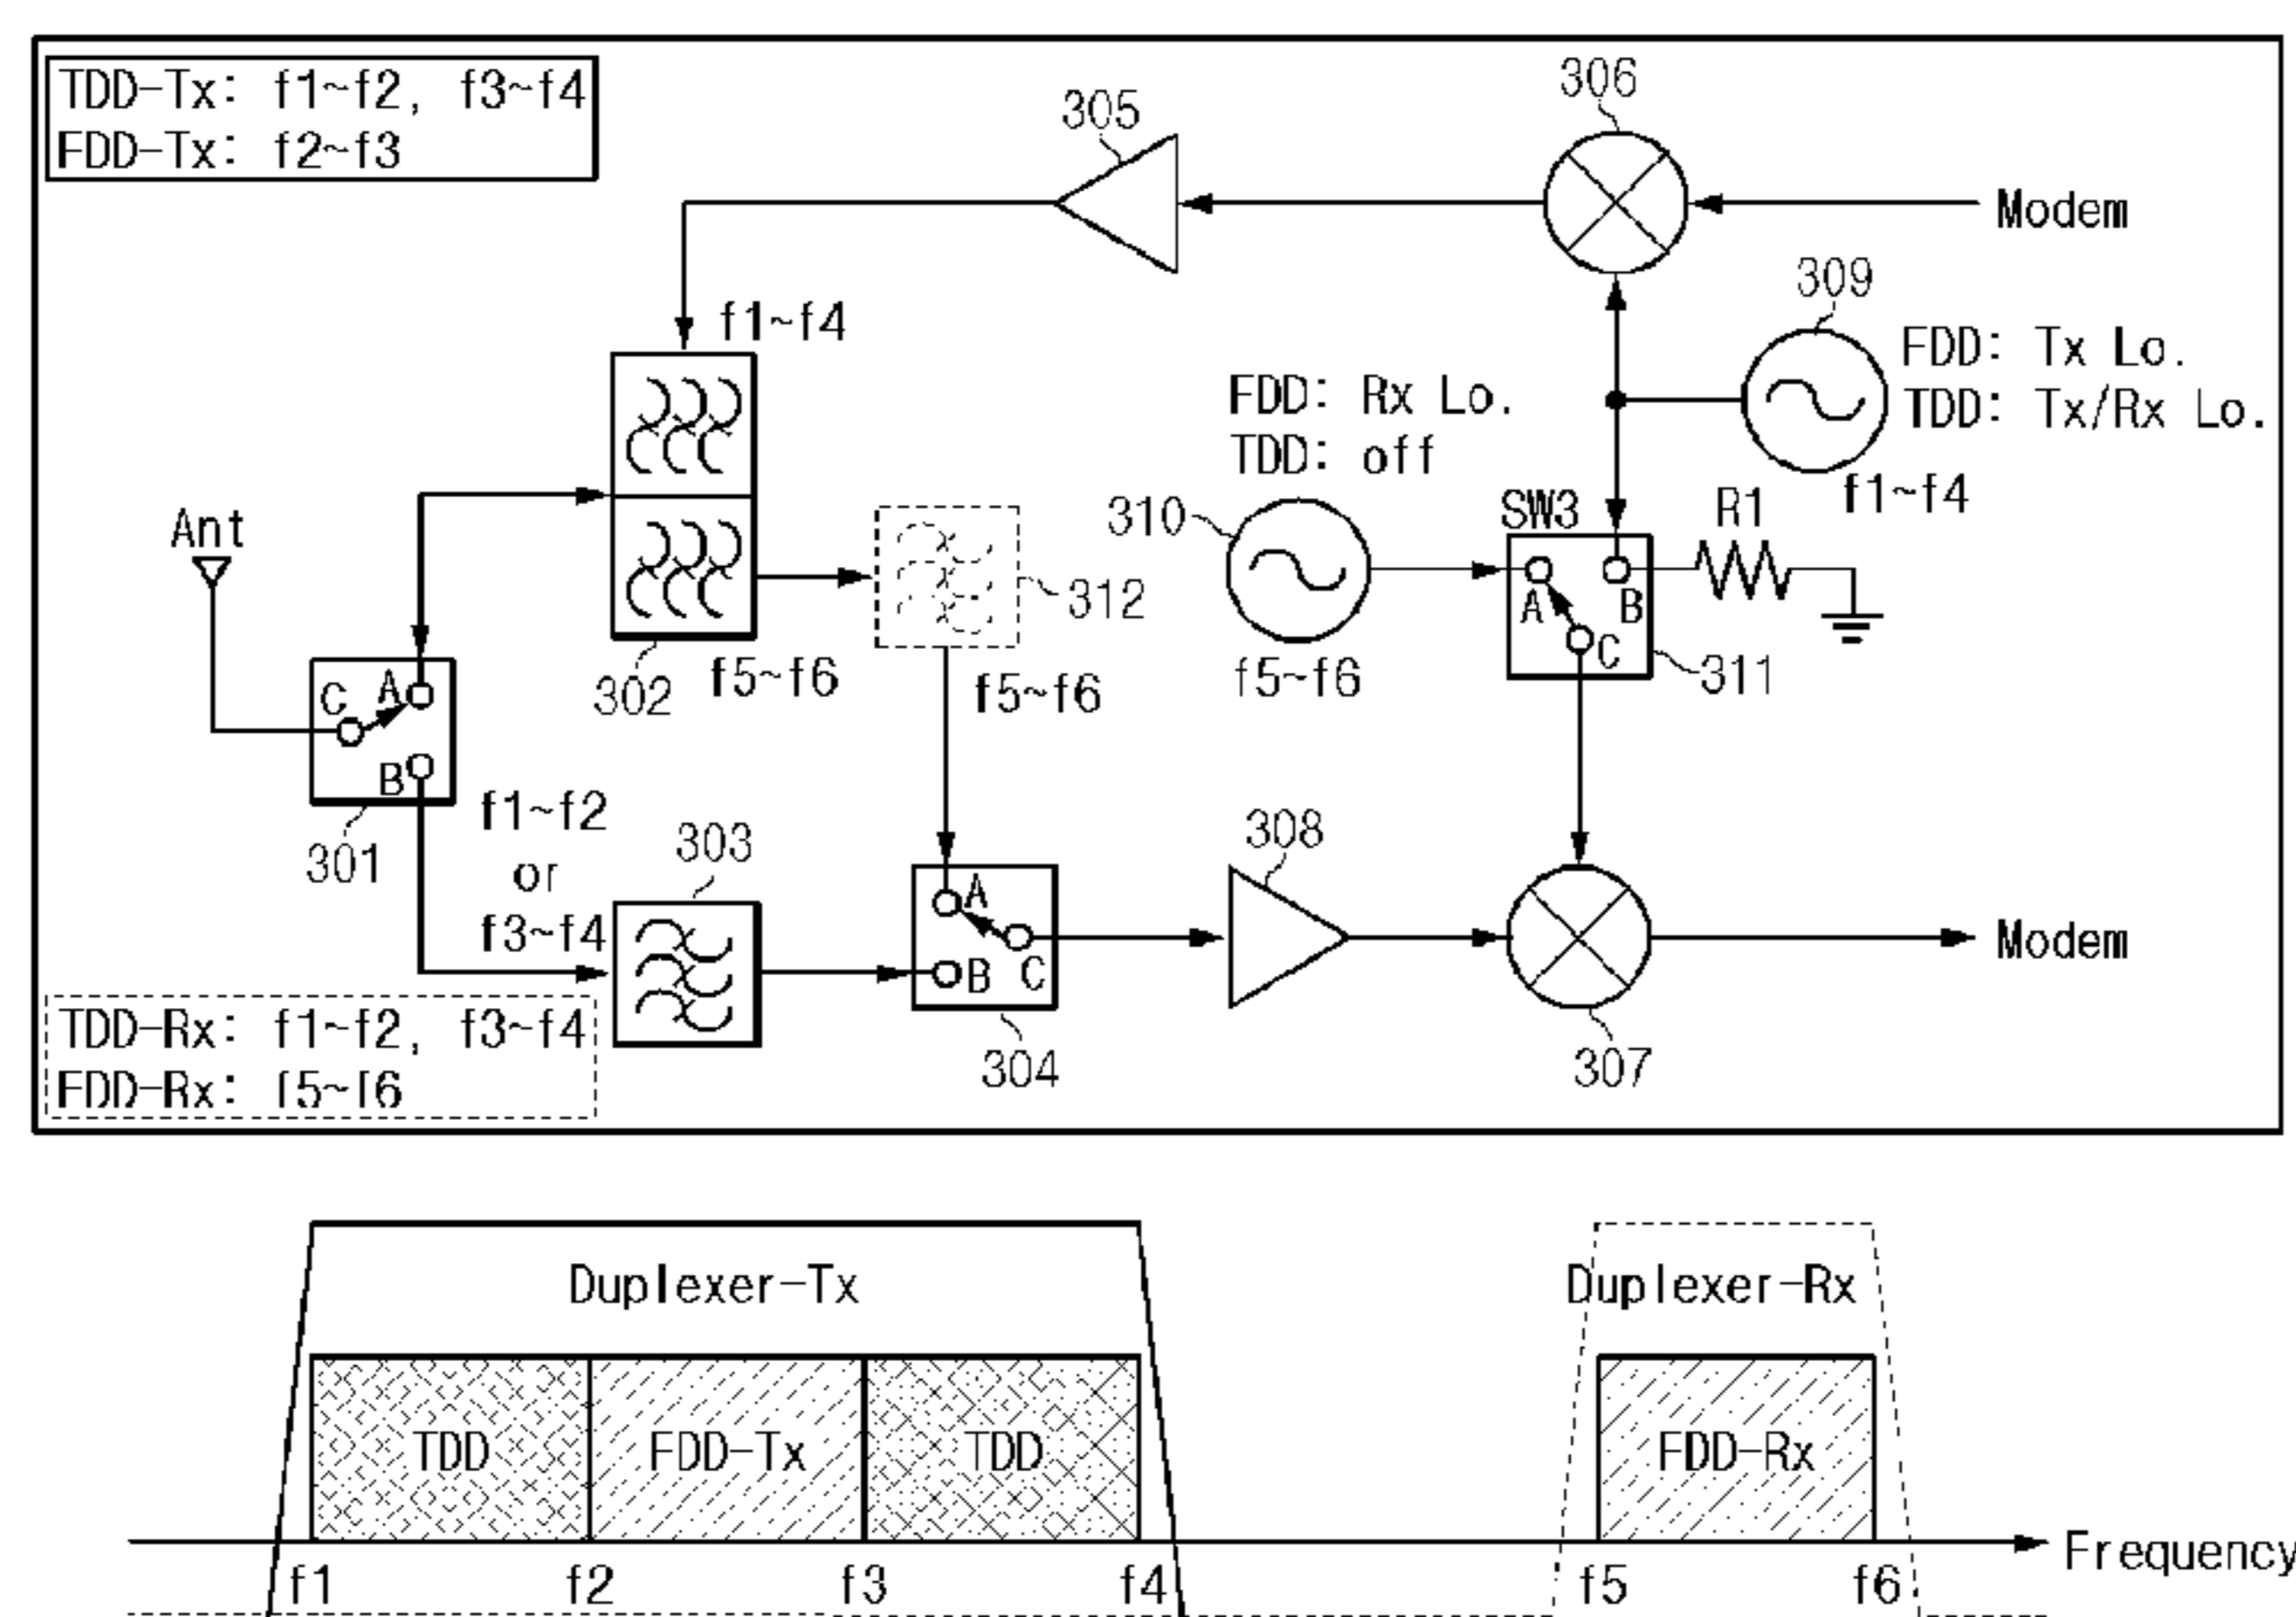 TDD-Tx: f1~f2, f3~f4
FDD-Tx: f2~f3
305
306
Modem
309
FDD: Tx Lo.
TDD: Tx/Rx Lo.
f1~f4
f1~f4
FDD: Rx Lo.
TDD: off
310
f5~f6
SW3
R1
A
B
C
311
Ant
302
f5~f6
312
f5~f6
C
A
B
301
f1~f2
or
f3~f4
303
A
B
C
304
308
307
Modem
TDD-Rx: f1~f2, f3~f4
FDD-Rx: f5~f6
Duplexer-Tx
Duplexer-Rx
TDD
FDD-Tx
TDD
FDD-Rx
Frequency
f1
f2
f3
f4
f5
f6